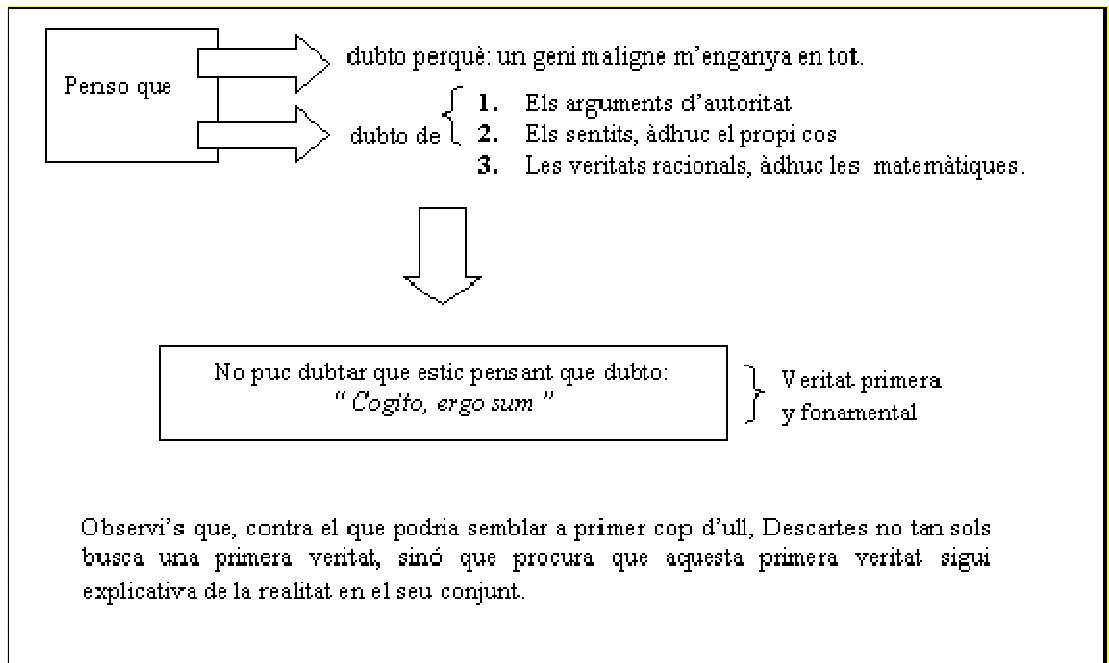 Penso que
dubto perquè: un geni maligne m’enganya en tot.
dubto de
1. Els arguments d’autoritat
2. Els sentits, àdhuc el propi cos
3. Les veritats racionals, àdhuc les matemàtiques.
No puc dubtar que estic pensant que dubto:
“ Cogito, ergo sum ”
Veritat primera
y fonamental
Observi’s que, contra el que podria semblar a primer cop d’ull, Descartes no tan sols
busca una primera veritat, sinó que procura que aquesta primera veritat sigui
explicativa de la realitat en el seu conjunt.